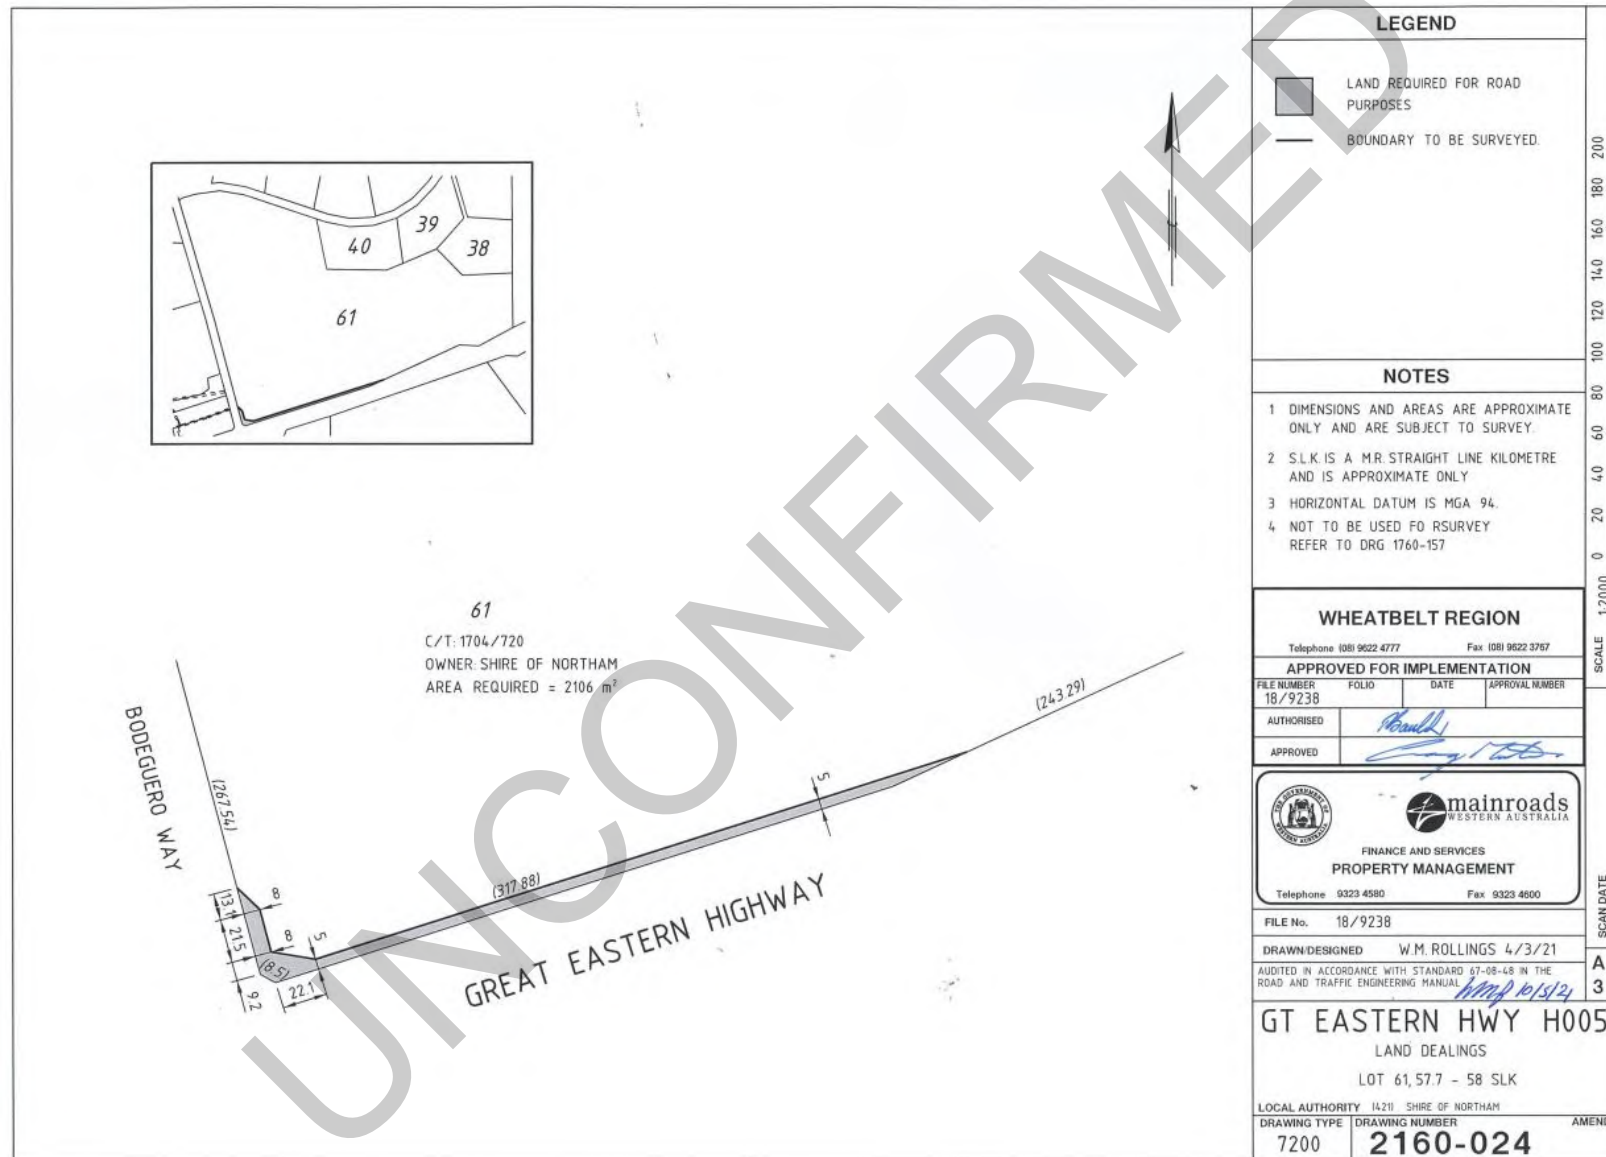 LEGEND
LAND REQUIRED FOR ROAD
PURPOSES
BOUNDARY TO BE SURVEYED.
NOTES
1 DIMENSIONS AND AREAS ARE APPROXIMATE
ONLY AND ARE SUBJECT TO SURVEY.
2 S.L.K. IS A M.R. STRAIGHT LINE KILOMETRE
AND IS APPROXIMATE ONLY
3 HORIZONTAL DATUM IS MGA 94.
4 NOT TO BE USED FO RSURVEY
REFER TO DRG 1760-157
WHEATBELT REGION
Telephone (08) 9622 4777 Fax (08) 9622 3767
APPROVED FOR IMPLEMENTATION
FILE NUMBER FOLIO DATE APPROVAL NUMBER
18/9238
AUTHORISED
APPROVED
THE GOVERNMENT OF
WESTERN AUSTRALIA
mainroads
WESTERN AUSTRALIA
FINANCE AND SERVICES
PROPERTY MANAGEMENT
Telephone 9323 4580 Fax 9323 4600
FILE No. 18/9238
DRAWN/DESIGNED W.M. ROLLINGS 4/3/21
AUDITED IN ACCORDANCE WITH STANDARD 67-08-48 IN THE
ROAD AND TRAFFIC ENGINEERING MANUAL
10/5/21
GT EASTERN HWY H005
LAND DEALINGS
LOT 61, 57.7 - 58 SLK
LOCAL AUTHORITY (421) SHIRE OF NORTHAM
DRAWING TYPE DRAWING NUMBER AMEND
7200 2160-024
200
180
160
140
120
100
80
60
40
20
0
1:2000
SCALE
SCAN DATE
A
3
39
40
38
61
61
C/T: 1704/720
OWNER: SHIRE OF NORTHAM
AREA REQUIRED = 2106 m²
BODEGUERO WAY
(267.54)
(243.29)
5
(317.88)
GREAT EASTERN HIGHWAY
(13.1)
8
21.5
8
5
(8.5)
9.2
22.1
UNCONFIRMED